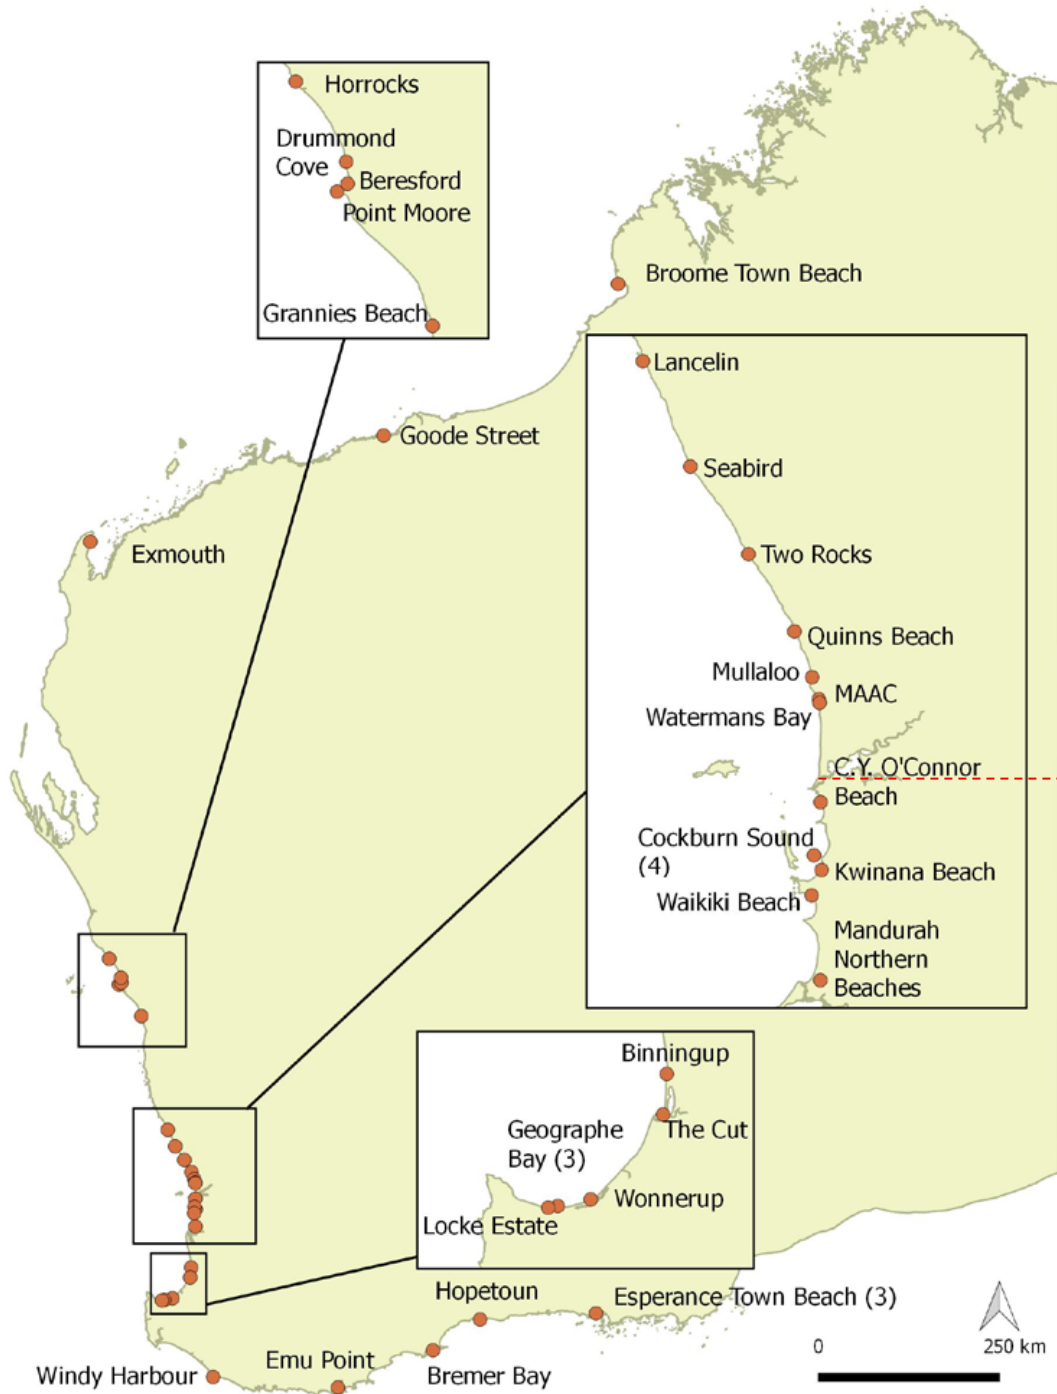 Horrocks
Drummond
Cove
Beresford
Point Moore
Grannies Beach
Broome Town Beach
Lancelin
Goode Street
Seabird
Exmouth
Two Rocks
Quinns Beach
Mullaloo
MAAC
Watermans Bay
C.Y. O'Connor
Beach
Cockburn Sound
(4)
Kwinana Beach
Waikiki Beach
Mandurah
Northern
Beaches
Binningup
The Cut
Geographe
Bay (3)
Wonnerup
Locke Estate
Hopetoun
Esperance Town Beach (3)
Emu Point
Windy Harbour
Bremer Bay
0
250 km